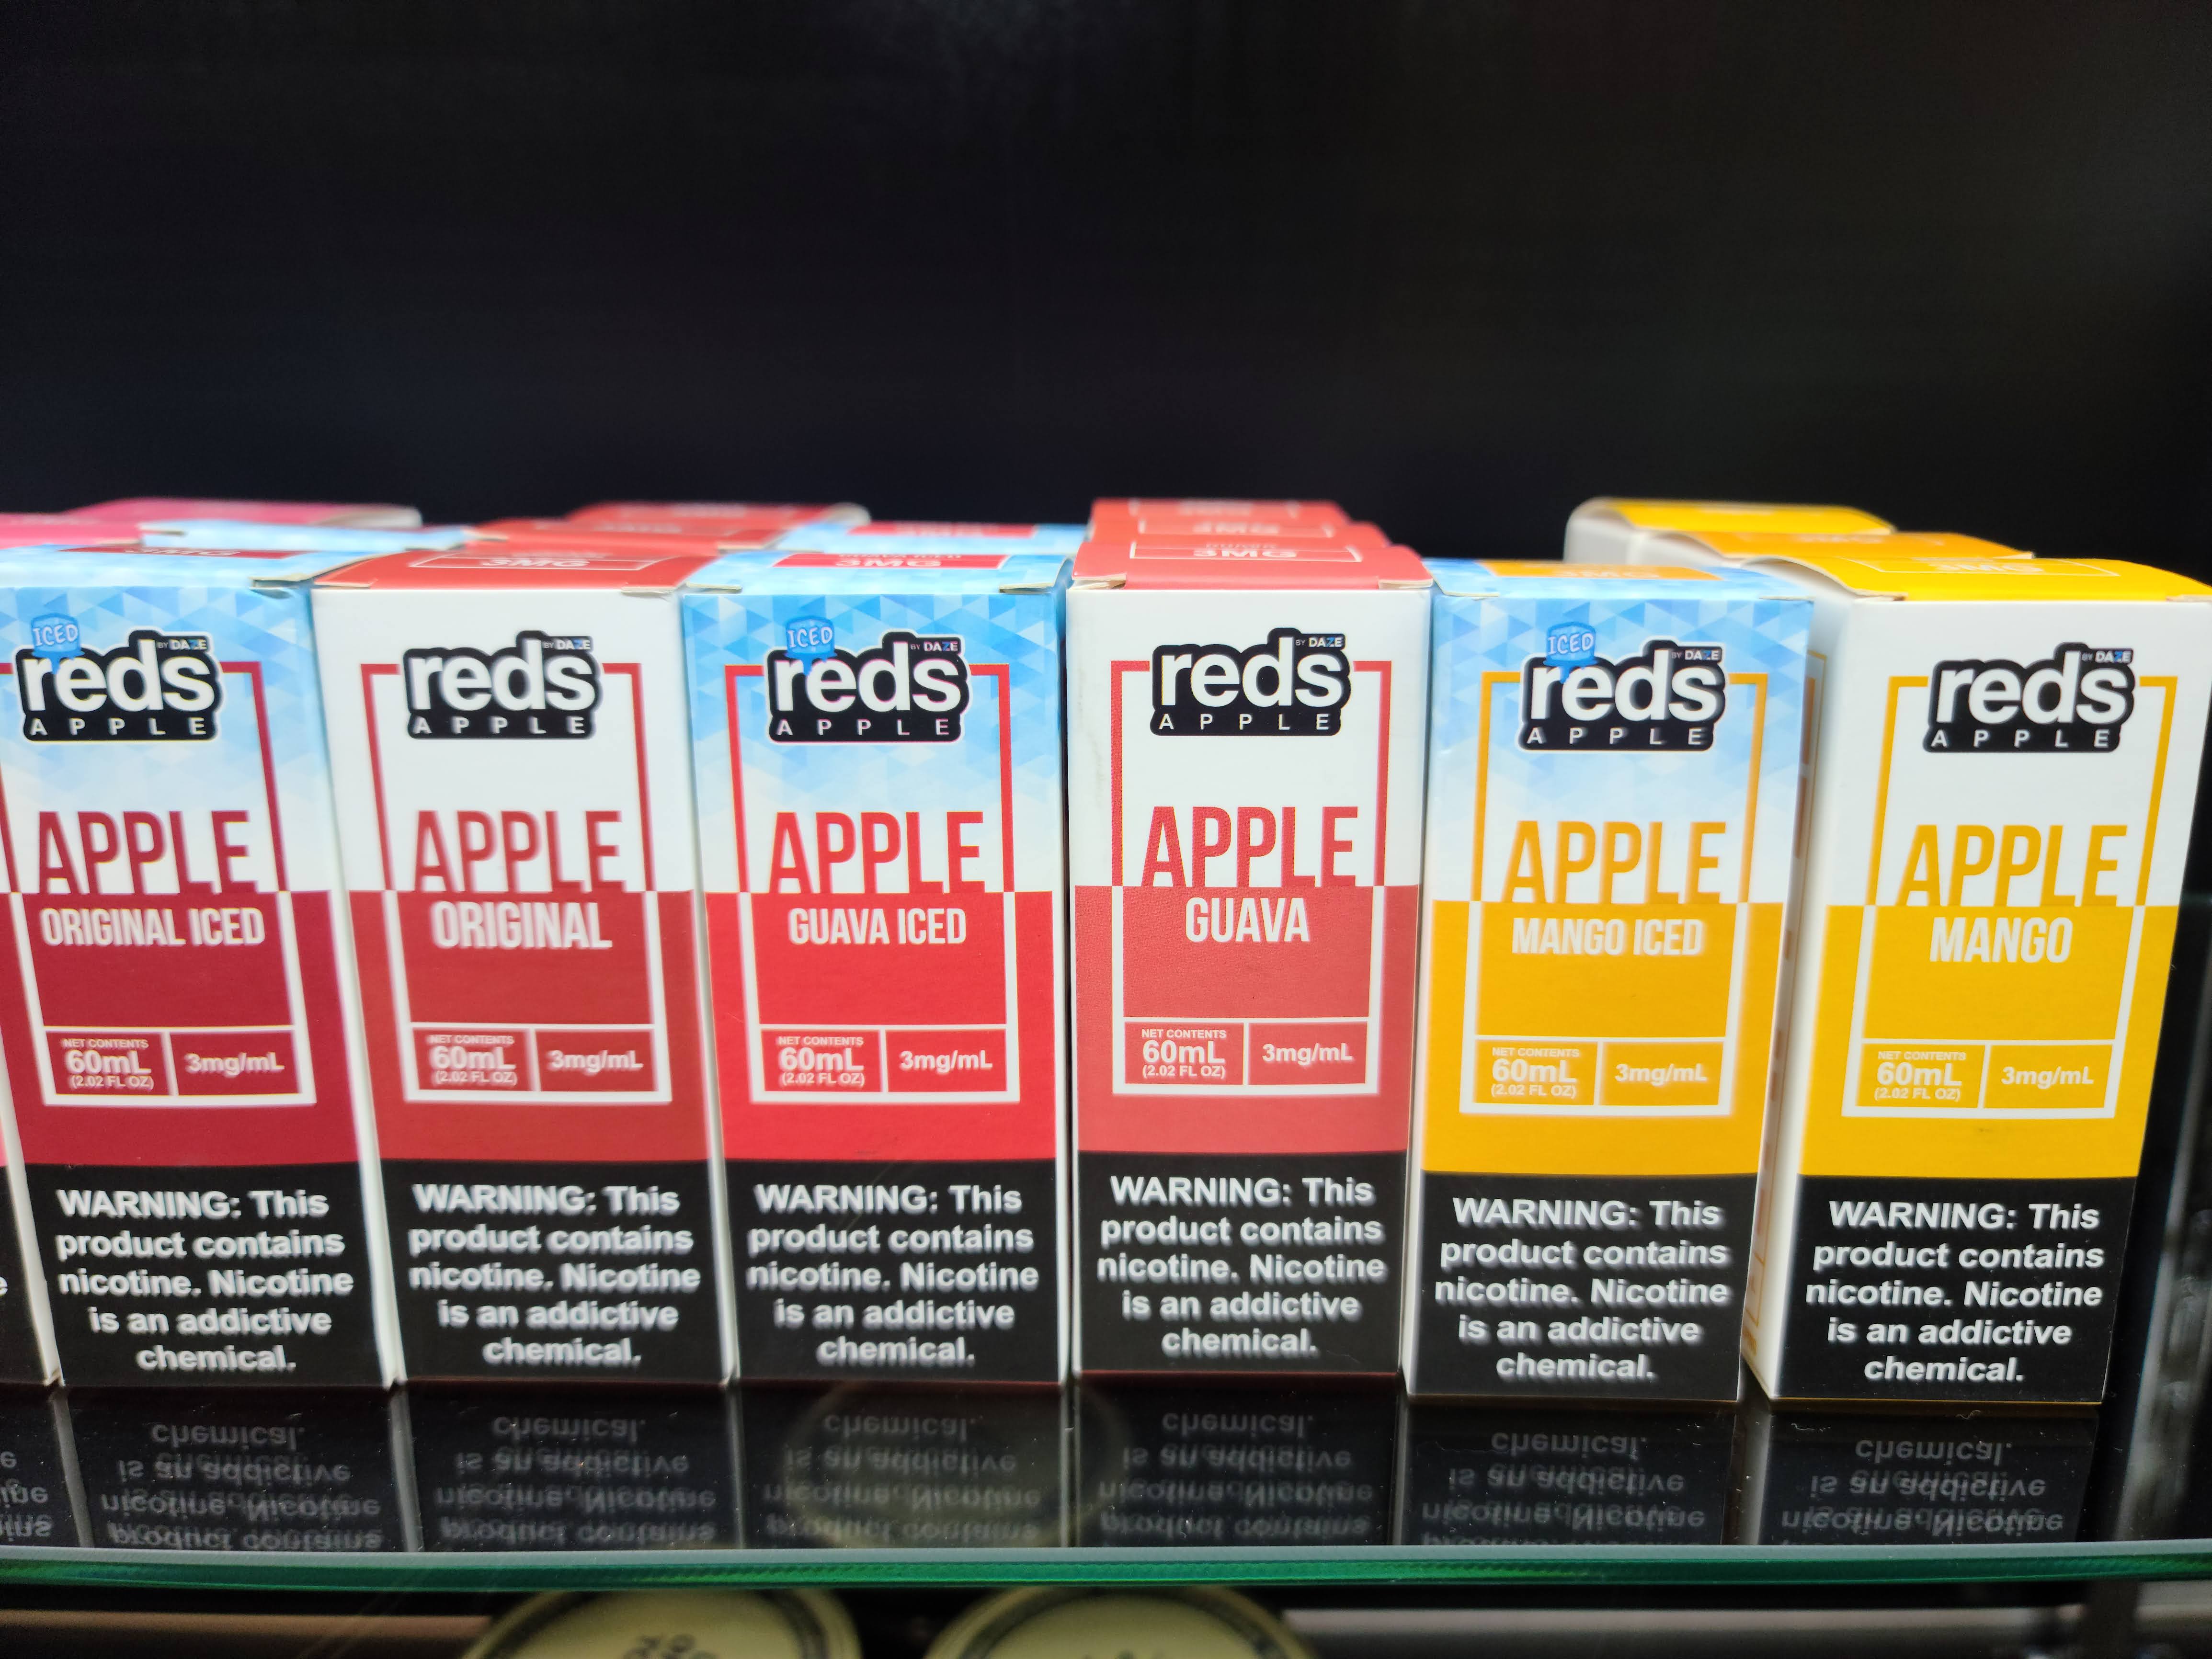 3MG
3MG
3MG
3MG
3MG
3MG
3MG
3MG
ICED
reds
BY DAZE
APPLE
APPLE
ORIGINAL ICED
NET CONTENTS
60mL
(2.02 FL OZ)
3mg/mL
WARNING: This
product contains
nicotine. Nicotine
is an addictive
chemical.
reds
BY DAZE
APPLE
APPLE
ORIGINAL
NET CONTENTS
60mL
(2.02 FL OZ)
3mg/mL
WARNING: This
product contains
nicotine. Nicotine
is an addictive
chemical.
ICED
reds
BY DAZE
APPLE
APPLE
GUAVA ICED
NET CONTENTS
60mL
(2.02 FL OZ)
3mg/mL
WARNING: This
product contains
nicotine. Nicotine
is an addictive
chemical.
reds
BY DAZE
APPLE
APPLE
GUAVA
NET CONTENTS
60mL
(2.02 FL OZ)
3mg/mL
WARNING: This
product contains
nicotine. Nicotine
is an addictive
chemical.
ICED
reds
BY DAZE
APPLE
APPLE
MANGO ICED
NET CONTENTS
60mL
(2.02 FL OZ)
3mg/mL
WARNING: This
product contains
nicotine. Nicotine
is an addictive
chemical.
reds
BY DAZE
APPLE
APPLE
MANGO
NET CONTENTS
60mL
(2.02 FL OZ)
3mg/mL
WARNING: This
product contains
nicotine. Nicotine
is an addictive
chemical.